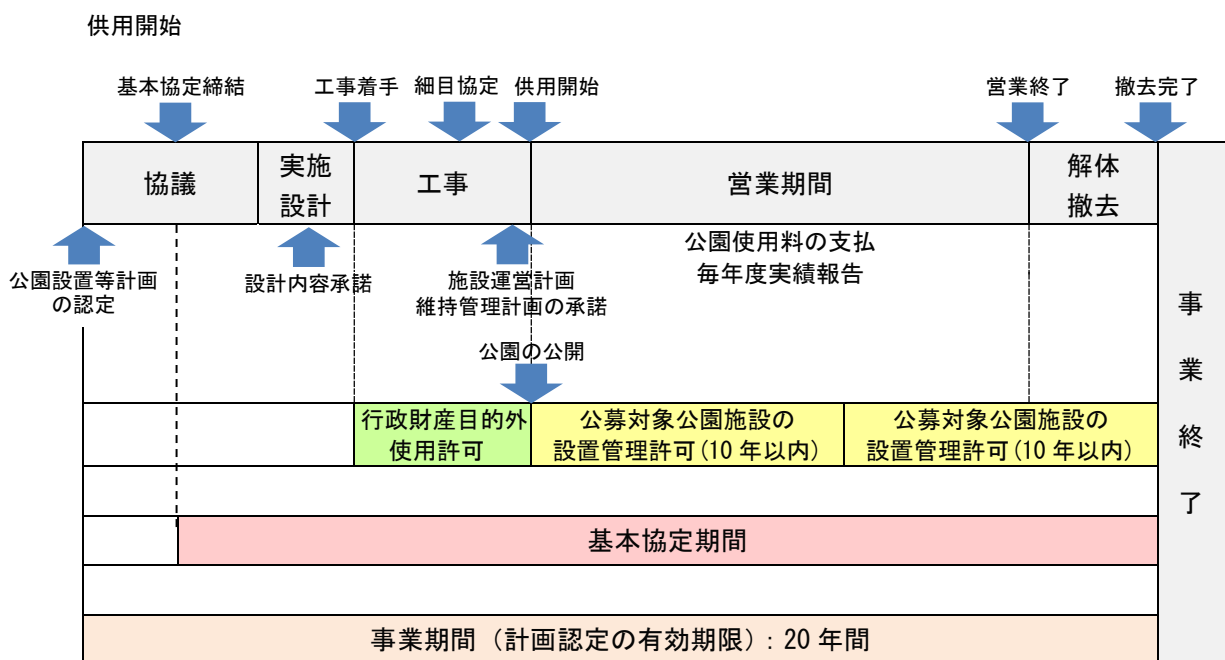 供用開始
基本協定締結
工事着手
細目協定
供用開始
営業終了
撤去完了
協議
実施
設計
工事
営業期間
解体
撤去
公園設置等計画
の認定
設計内容承諾
施設運営計画
維持管理計画の承諾
公園使用料の支払
毎年度実績報告
公園の公開
行政財産目的外
使用許可
公募対象公園施設の
設置管理許可(10年以内)
公募対象公園施設の
設置管理許可(10年以内)
基本協定期間
事業期間(計画認定の有効期限):20年間
事
業
終
了